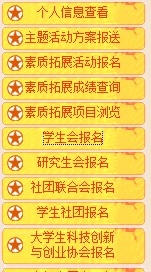 个人信息查看
主题活动方案报送
素质拓展活动报名
素质拓展成绩查询
素质拓展项目浏览
学生会报名
研究生会报名
社团联合会报名
学生社团报名
大学生科技创新
与创业协会报名